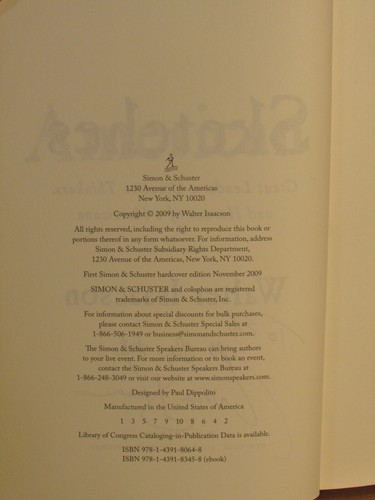 Simon & Schuster
1230 Avenue of the Americas
New York, NY 10020
Copyright © 2009 by Walter Isaacson
All rights reserved, including the right to reproduce this book or
portions thereof in any form whatsoever. For information, address
Simon & Schuster Subsidiary Rights Department,
1230 Avenue of the Americas, New York, NY 10020.
First Simon & Schuster hardcover edition November 2009
SIMON & SCHUSTER and colophon are registered
trademarks of Simon & Schuster, Inc.
For information about special discounts for bulk purchases,
please contact Simon & Schuster Special Sales at
1-866-506-1949 or business@simonandschuster.com.
The Simon & Schuster Speakers Bureau can bring authors
to your live event. For more information or to book an event,
contact the Simon & Schuster Speakers Bureau at
1-866-248-3049 or visit our website at www.simonspeakers.com.
Designed by Paul Dippolito
Manufactured in the United States of America
1 3 5 7 9 10 8 6 4 2
Library of Congress Cataloging-in-Publication Data is available.
ISBN 978-1-4391-8064-8
ISBN 978-1-4391-8345-8 (ebook)